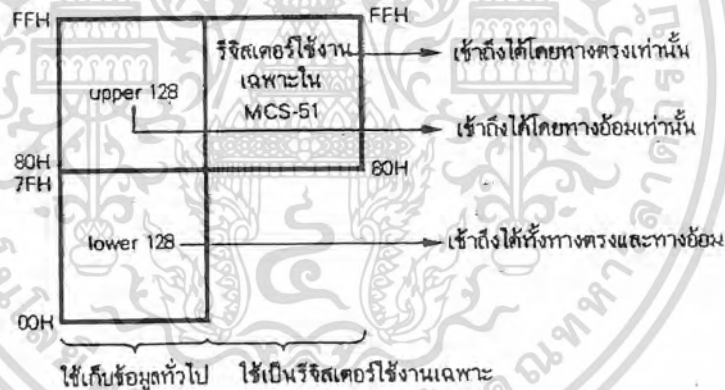 FFH
FFH
รีจิสเตอร์ใช้งาน
เฉพาะใน
MCS-51
เข้าถึงได้โดยทางตรงเท่านั้น
upper 128
เข้าถึงได้โดยทางอ้อมเท่านั้น
80H
80H
7FH
lower 128
เข้าถึงได้ทั้งทางตรงและทางอ้อม
00H
ใช้เก็บข้อมูลทั่วไป
ใช้เป็นรีจิสเตอร์ใช้งานเฉพาะ